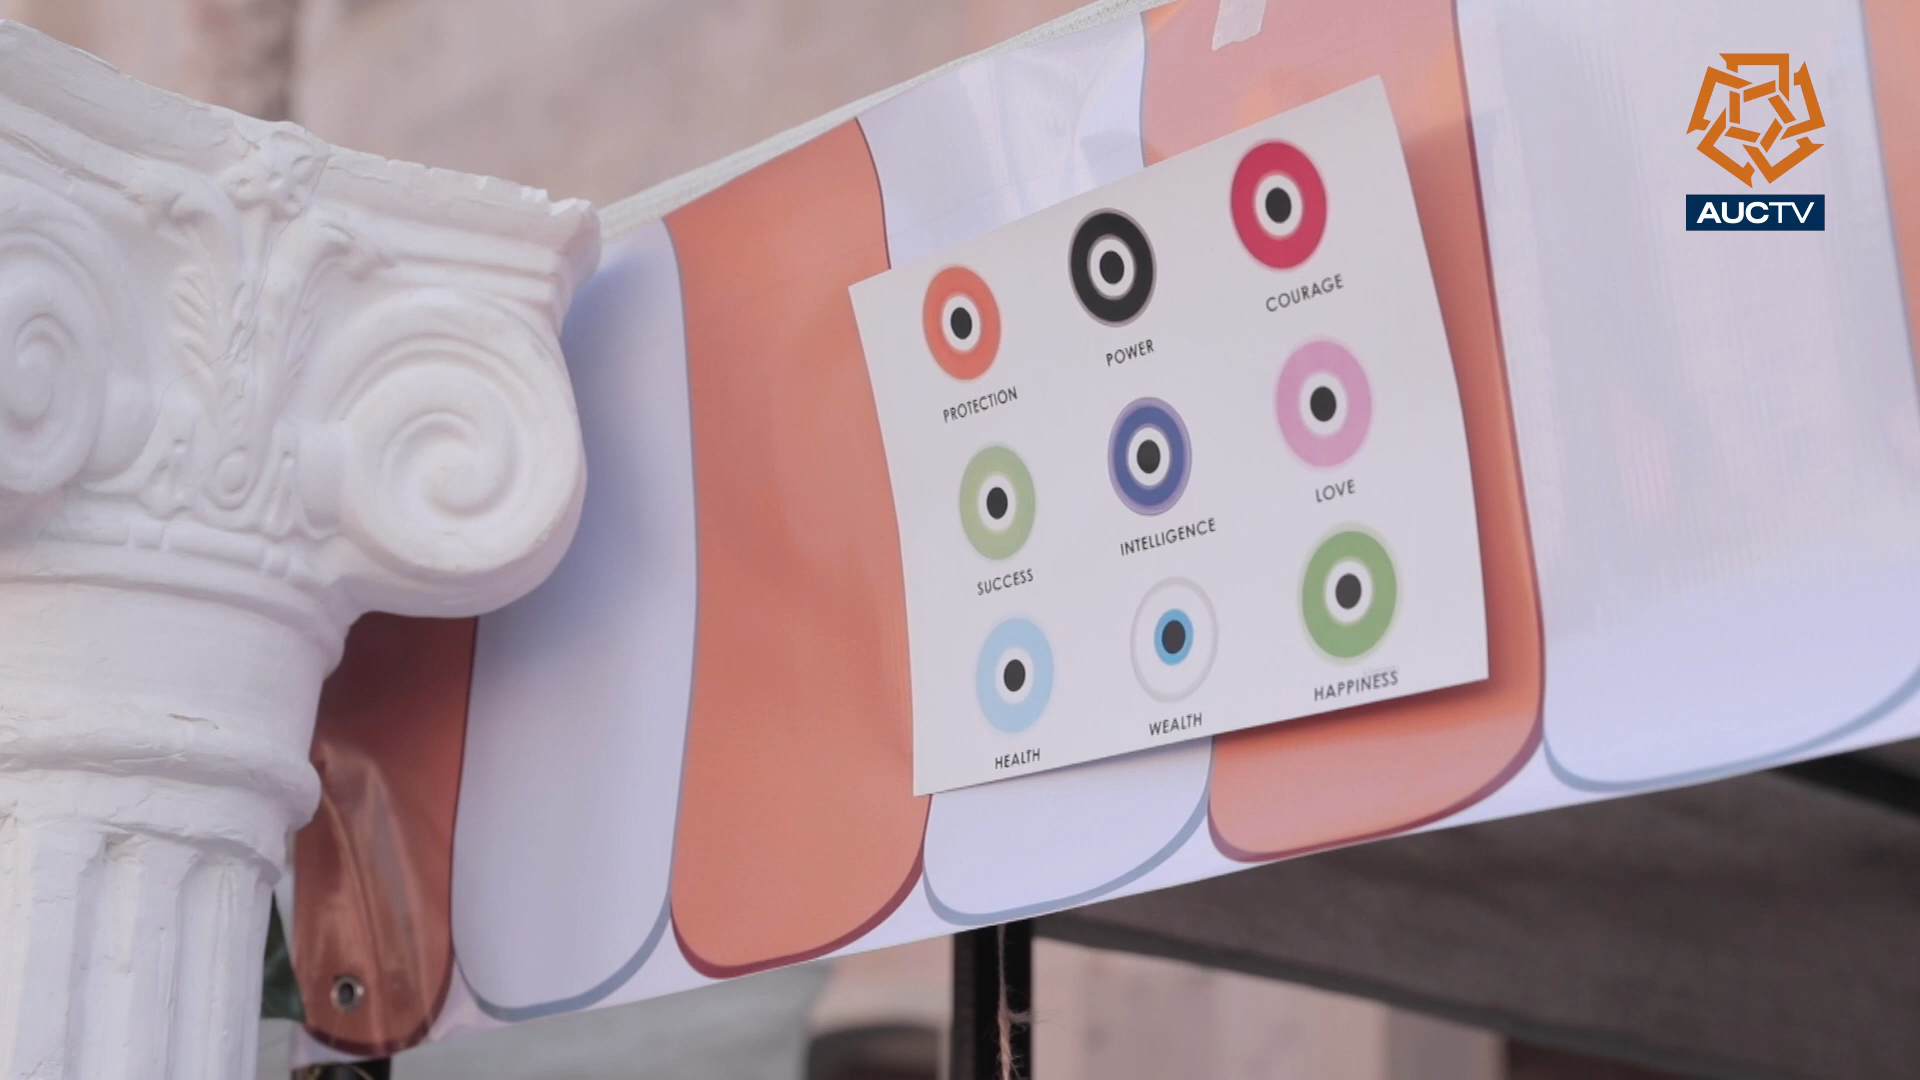 AUCTV
PROTECTION
POWER
COURAGE
SUCCESS
INTELLIGENCE
LOVE
HEALTH
WEALTH
HAPPINESS